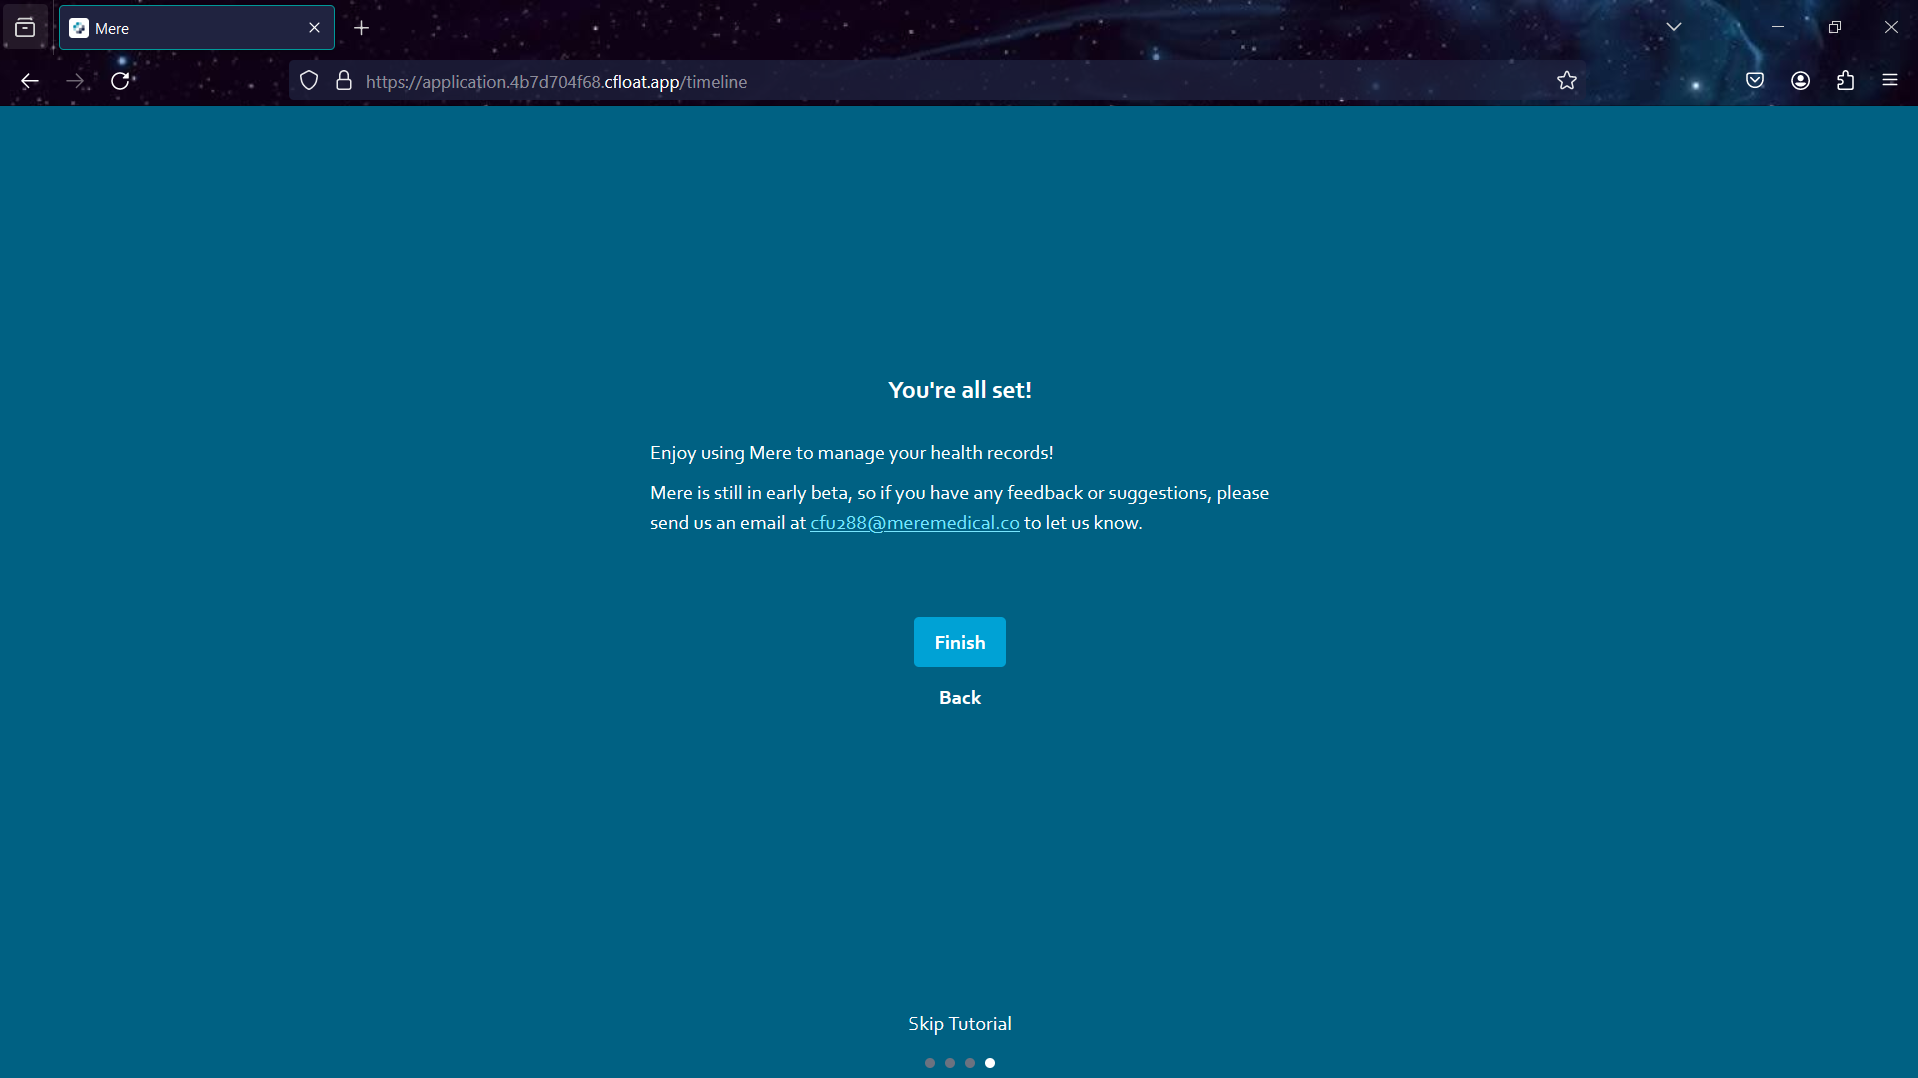 Mere
https://application.4b7d704f68.cfloat.app/timeline
You're all set!
Enjoy using Mere to manage your health records!
Mere is still in early beta, so if you have any feedback or suggestions, please
send us an email at cfu288@meremedical.co to let us know.
Finish
Back
Skip Tutorial